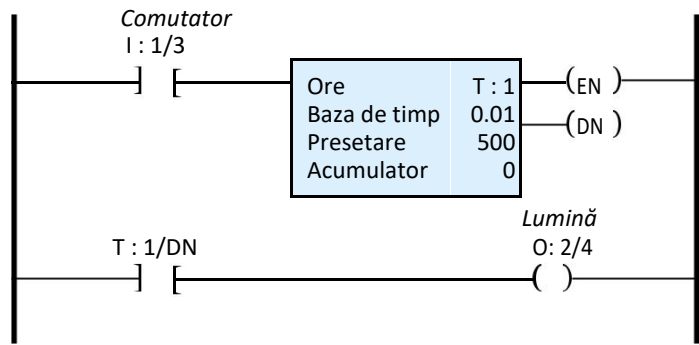 Comutator
I : 1/3
Ore T : 1
Baza de timp 0.01
Presetare 500
Acumulator 0
(EN )
(DN )
Lumină
T : 1/DN
O: 2/4